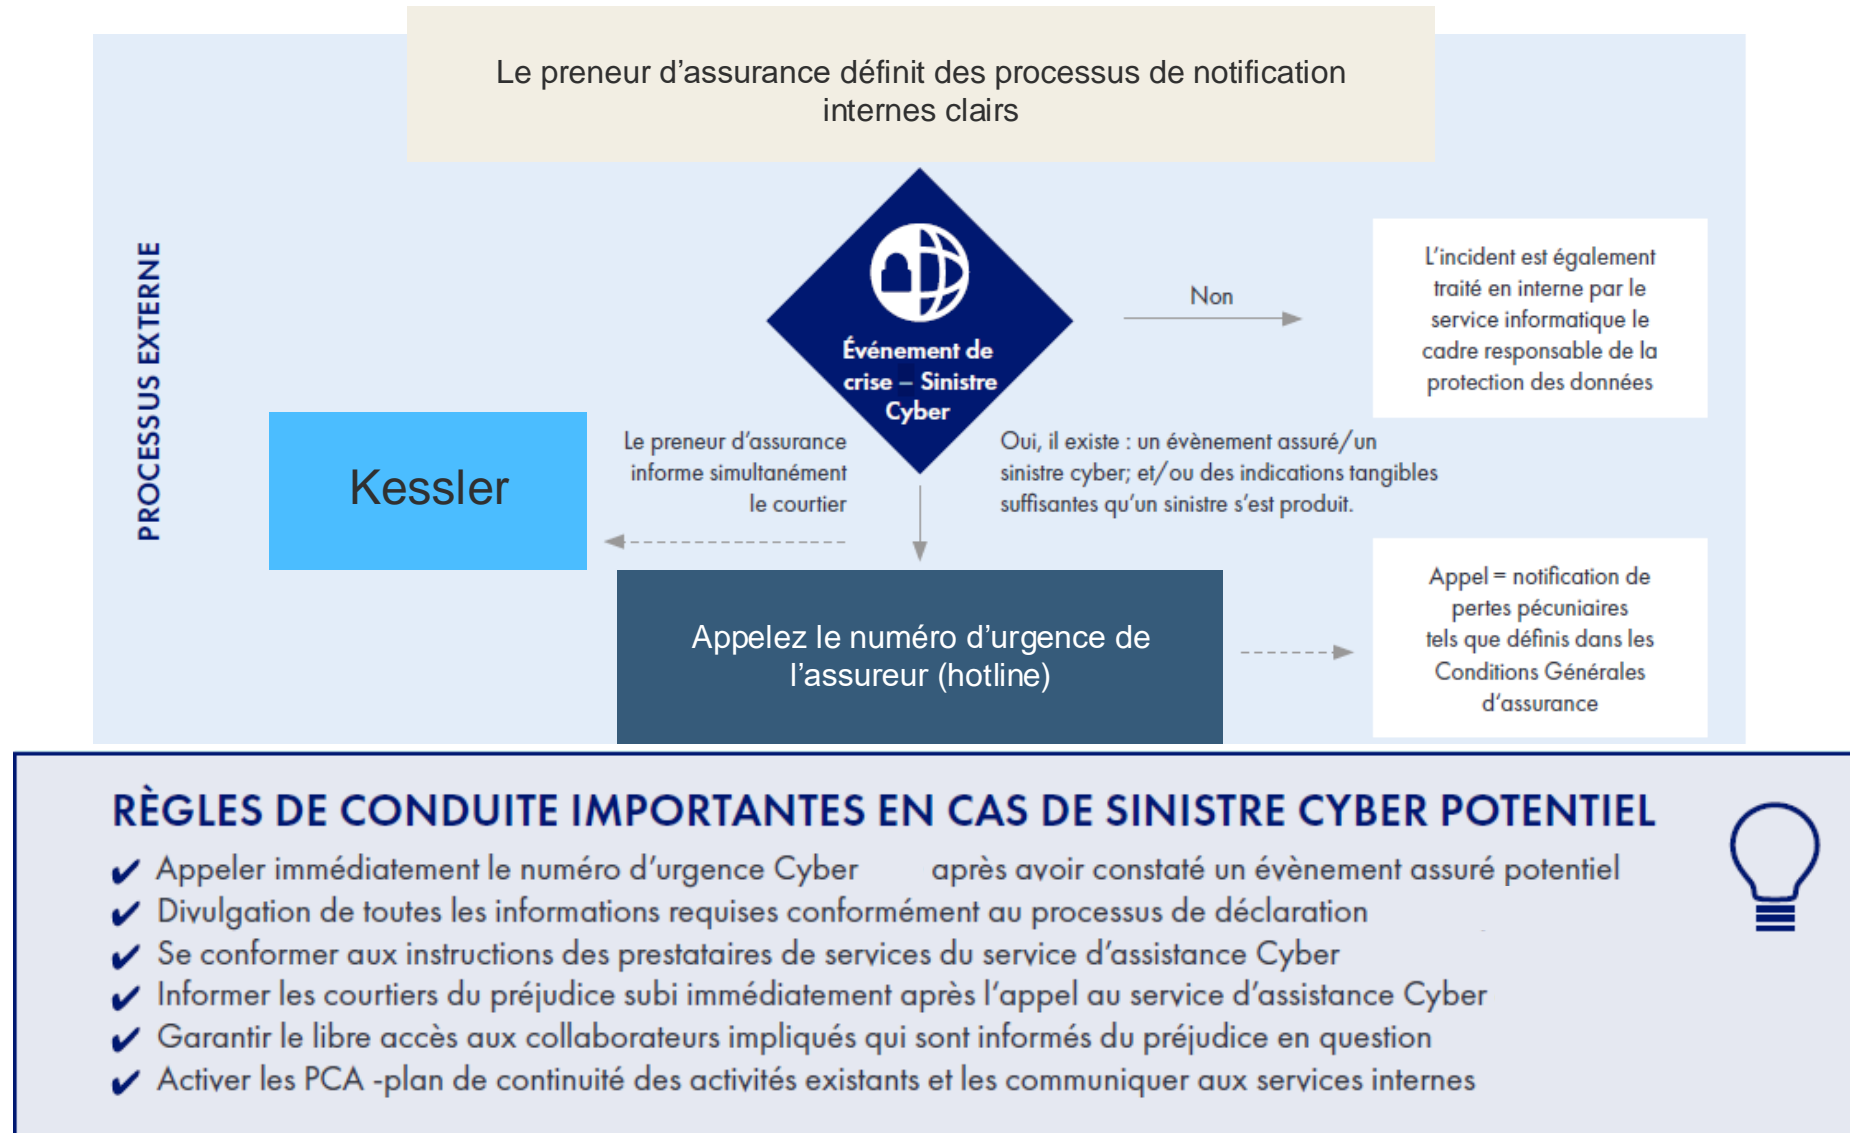 Le preneur d’assurance définit des processus de notification
internes clairs
PROCESSUS EXTERNE
Événement de
crise – Sinistre
Cyber
Non
L’incident est également
traité en interne par le
service informatique le
cadre responsable de la
protection des données
Kessler
Le preneur d’assurance
informe simultanément
le courtier
Oui, il existe : un évènement assuré/un
sinistre cyber; et/ou des indications tangibles
suffisantes qu’un sinistre s’est produit.
Appelez le numéro d’urgence de
l’assureur (hotline)
Appel = notification de
pertes pécuniaires
tels que définis dans les
Conditions Générales
d’assurance
RÈGLES DE CONDUITE IMPORTANTES EN CAS DE SINISTRE CYBER POTENTIEL
✔ Appeler immédiatement le numéro d’urgence Cyber après avoir constaté un évènement assuré potentiel
✔ Divulgation de toutes les informations requises conformément au processus de déclaration
✔ Se conformer aux instructions des prestataires de services du service d’assistance Cyber
✔ Informer les courtiers du préjudice subi immédiatement après l’appel au service d’assistance Cyber
✔ Garantir le libre accès aux collaborateurs impliqués qui sont informés du préjudice en question
✔ Activer les PCA -plan de continuité des activités existants et les communiquer aux services internes